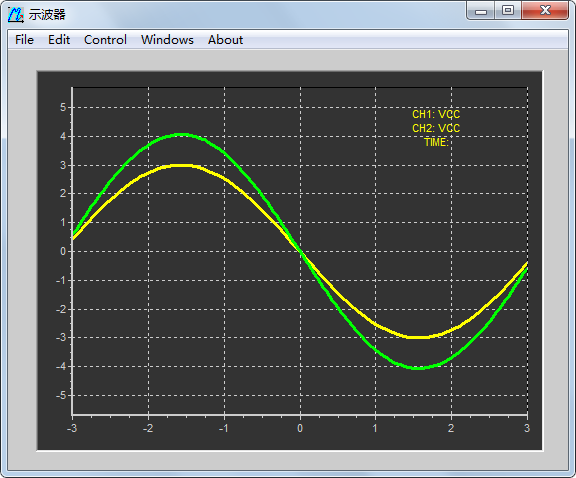 示波器
File Edit Control Windows About
CH1: VCC
CH2: VCC
TIME:
5
4
3
2
1
0
-1
-2
-3
-4
-5
-3 -2 -1 0 1 2 3